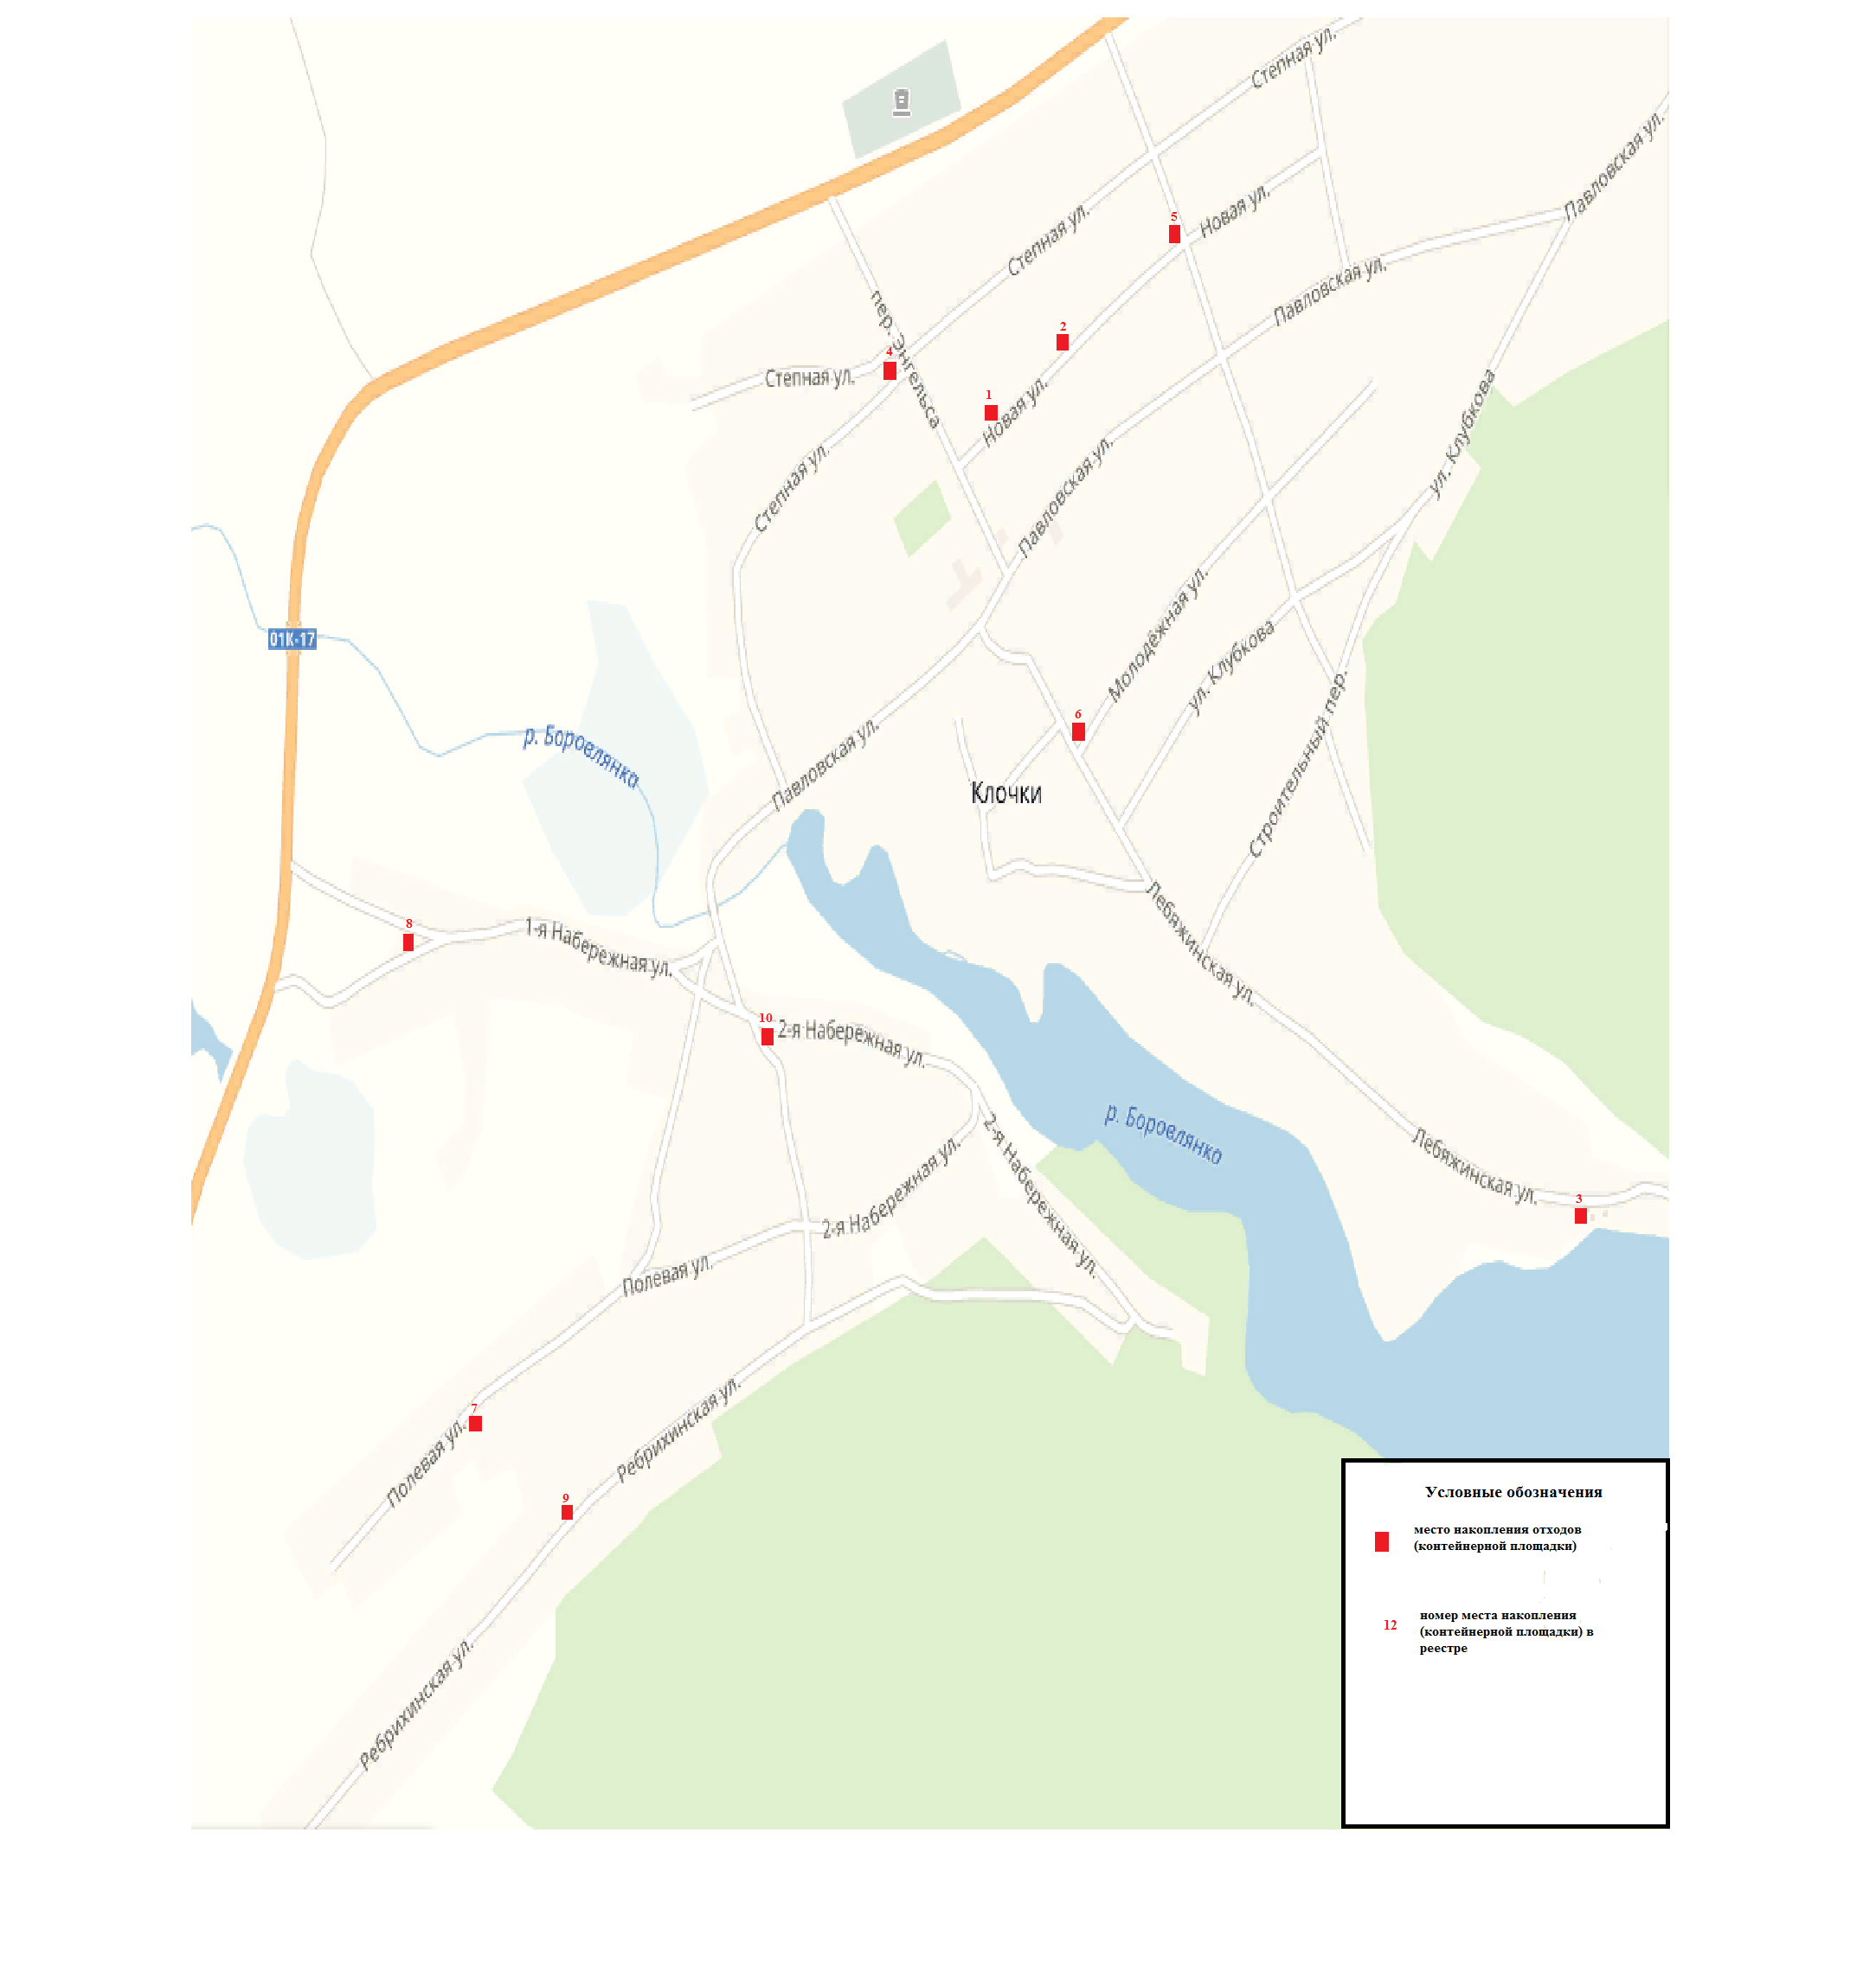 Степная ул.
Павловская ул.
Новая ул.
5
Степная ул.
Павловская ул.
пер. Энгельса
2
4
Степная ул.
1
Новая ул.
ул. Клубкова
Павловская ул.
Степная ул.
Молодёжная ул.
ул. Клубкова
01К-17
Строительный пер.
6
р. Боровлянко
Павловская ул.
Клочки
Лебяжинская ул.
8
1-я Набережная ул.
10
2-я Набережная ул.
р. Боровлянко
2-я Набережная ул.
Лебяжинская ул.
3
2-я Набережная ул.
Полевая ул.
7
Полевая ул.
Ребрихинская ул.
9
Ребрихинская ул.
Условные обозначения
место накопления отходов
(контейнерной площадки)
12
номер места накопления
(контейнерной площадки) в
реестре